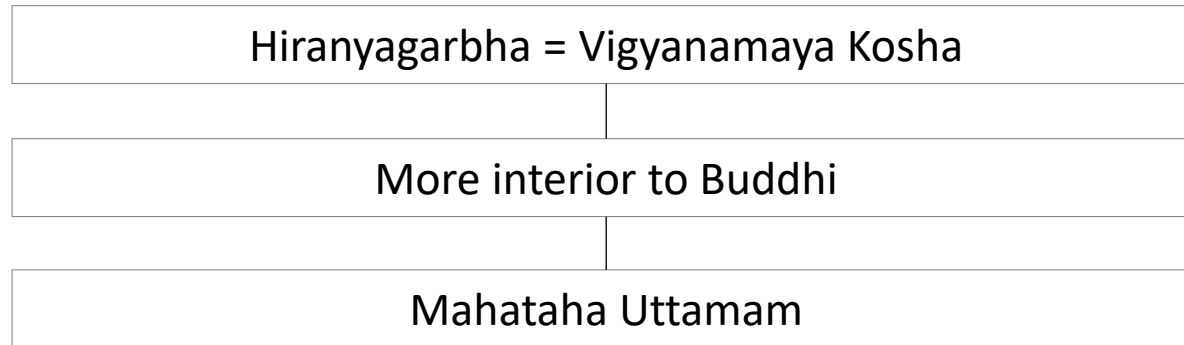 Hiranyagarbha = Vigyanamaya Kosha
More interior to Buddhi
Mahataha Uttamam